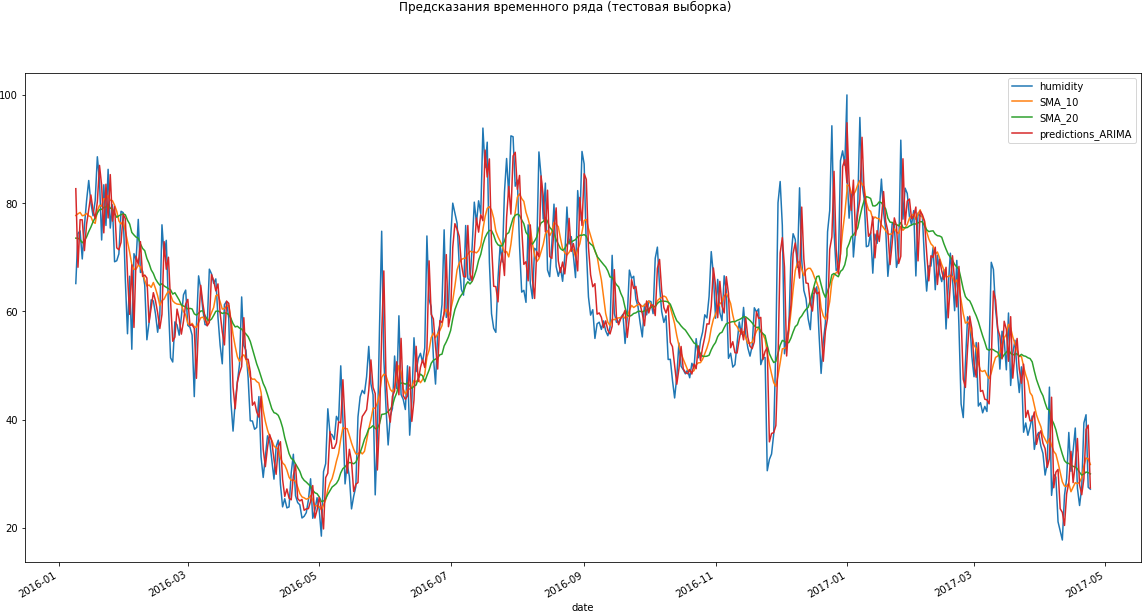 Предсказания временного ряда (тестовая выборка)
humidity
SMA_10
SMA_20
predictions_ARIMA
100
80
60
40
20
2016-01
2016-03
2016-05
2016-07
2016-09
2016-11
2017-01
2017-03
2017-05
date